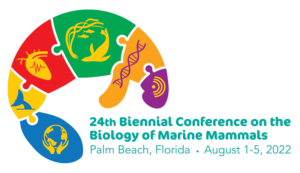 24th Biennial Conference on the
Biology of Marine Mammals
Palm Beach, Florida • August 1-5, 2022